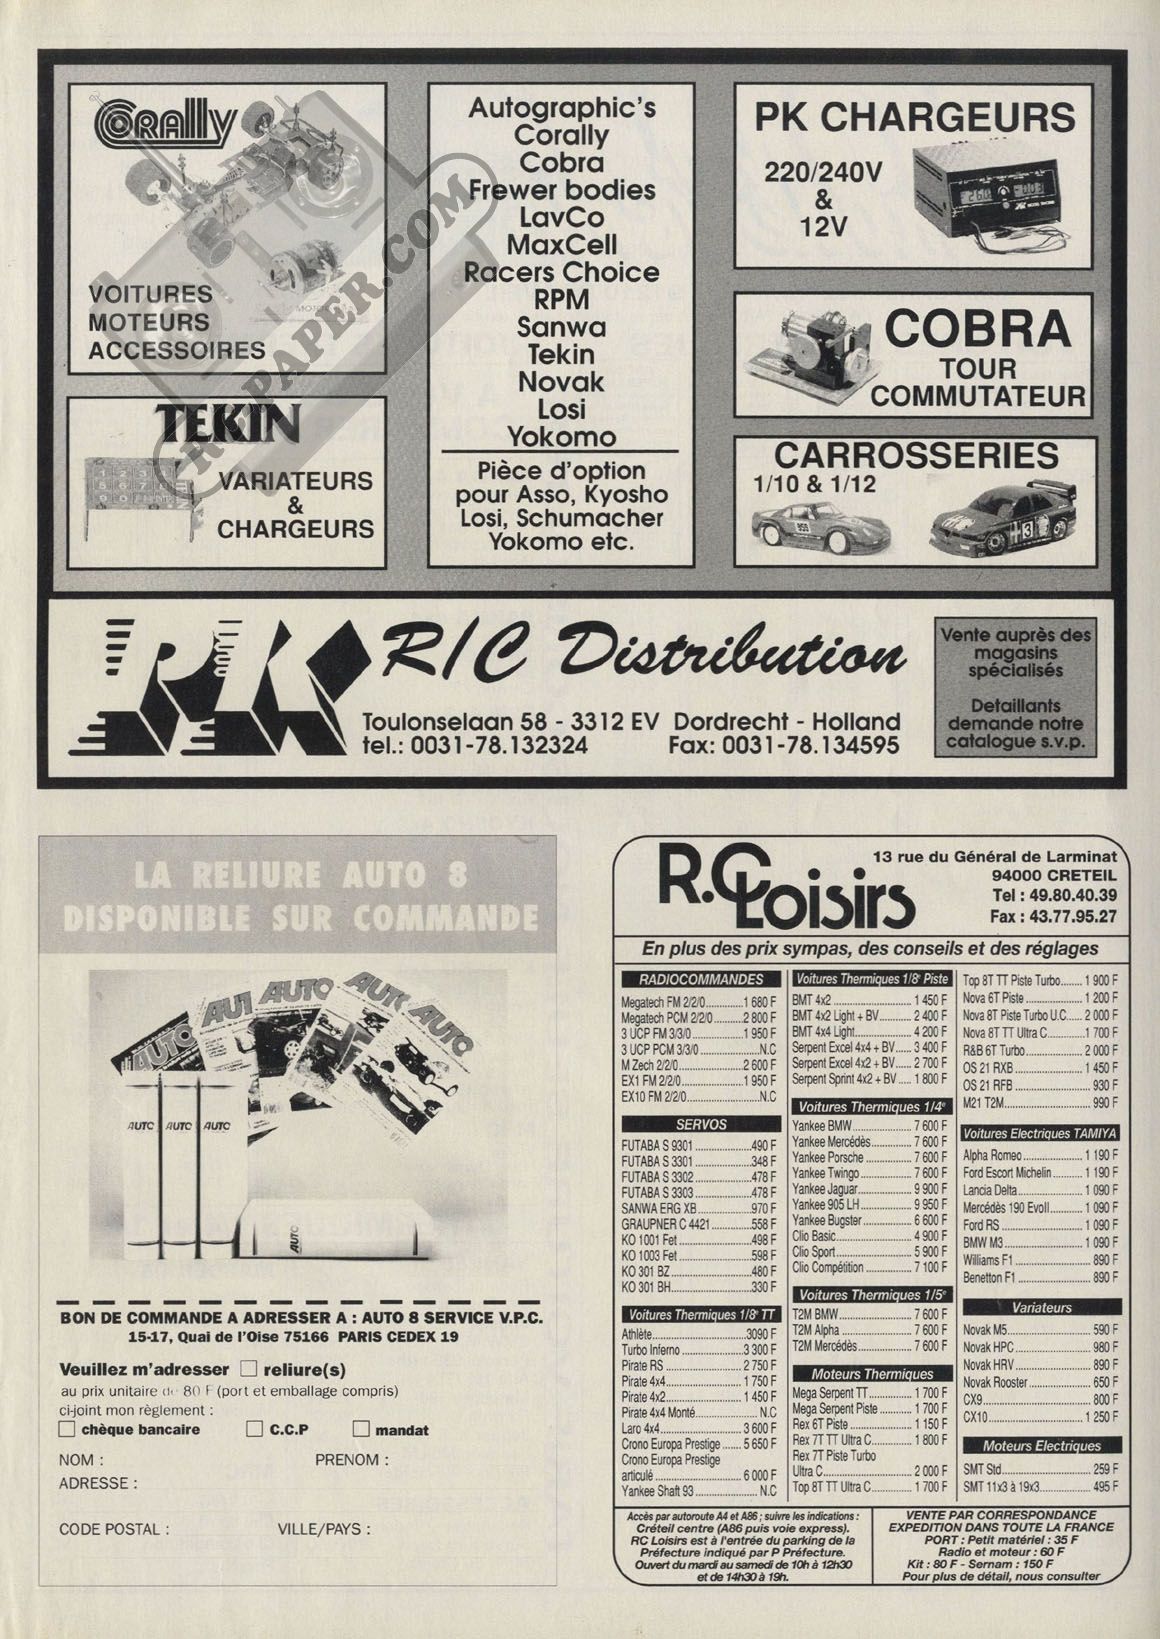 CORALLY
VOITURES
MOTEURS
ACCESSOIRES
TEKIN
VARIATEURS
&
CHARGEURS
Autographic's
Corally
Cobra
Frewer bodies
LavCo
MaxCell
Racers Choice
RPM
Sanwa
Tekin
Novak
Losi
Yokomo
Pièce d'option
pour Asso, Kyosho
Losi, Schumacher
Yokomo etc.
PK CHARGEURS
220/240V
&
12V
COBRA
TOUR
COMMUTATEUR
CARROSSERIES
1/10 & 1/12
RCPAPER.COM
PK R/C Distribution
Toulonselaan 58 - 3312 EV Dordrecht - Holland
tel.: 0031-78.132324 Fax: 0031-78.134595
Vente auprès des
magasins
spécialisés
Detaillants
demande notre
catalogue s.v.p.
LA RELIURE AUTO 8
DISPONIBLE SUR COMMANDE
AUTO AUTO AUTO
AUTO
BON DE COMMANDE A ADRESSER A : AUTO 8 SERVICE V.P.C.
15-17, Quai de l'Oise 75166 PARIS CEDEX 19
Veuillez m'adresser reliure(s)
au prix unitaire de 80 F (port et emballage compris)
ci-joint mon règlement :
chèque bancaire C.C.P mandat
NOM : PRENOM :
ADRESSE :
CODE POSTAL : VILLE/PAYS :
R.C Loisirs
13 rue du Général de Larminat
94000 CRETEIL
Tel : 49.80.40.39
Fax : 43.77.95.27
En plus des prix sympas, des conseils et des réglages
RADIOCOMMANDES
Megatech FM 2/2/0 1 680 F
Megatech PCM 2/2/0 2 800 F
3 UCP FM 3/3/0 1 950 F
3 UCP PCM 3/3/0 N.C
M Zech 2/2/0 2 600 F
EX1 FM 2/2/0 1 950 F
EX10 FM 2/2/0 N.C
SERVOS
FUTABA S 9301 490 F
FUTABA S 3301 348 F
FUTABA S 3302 478 F
FUTABA S 3303 478 F
SANWA ERG XB 970 F
GRAUPNER C 4421 558 F
KO 1001 Fet 498 F
KO 1003 Fet 598 F
KO 301 BZ 480 F
KO 301 BH 330 F
Voitures Thermiques 1/8e TT
Athlète 3090 F
Turbo Inferno 3 300 F
Pirate RS 2 750 F
Pirate 4x4 1 750 F
Pirate 4x2 1 450 F
Pirate 4x4 Monté N.C
Laro 4x4 3 600 F
Crono Europa Prestige 5 650 F
Crono Europa Prestige
articulé 6 000 F
Yankee Shaft 93 N.C
Voitures Thermiques 1/8e Piste
BMT 4x2 1 450 F
BMT 4x2 Light + BV 2 400 F
BMT 4x4 Light 4 200 F
Serpent Excel 4x4 + BV 3 400 F
Serpent Excel 4x2 + BV 2 700 F
Serpent Sprint 4x2 + BV 1 800 F
Voitures Thermiques 1/4e
Yankee BMW 7 600 F
Yankee Mercédès 7 600 F
Yankee Porsche 7 600 F
Yankee Twingo 7 600 F
Yankee Jaguar 9 900 F
Yankee 905 LH 9 950 F
Yankee Bugster 6 600 F
Clio Basic 4 900 F
Clio Sport 5 900 F
Clio Compétition 7 100 F
Voitures Thermiques 1/5e
T2M BMW 7 600 F
T2M Alpha 7 600 F
T2M Mercédès 7 600 F
Moteurs Thermiques
Mega Serpent TT 1 700 F
Mega Serpent Piste 1 700 F
Rex 6T Piste 1 150 F
Rex 7T TT Ultra C 1 800 F
Rex 7T Piste Turbo
Ultra C 2 000 F
Top 8T TT Ultra C 1 700 F
Top 8T TT Piste Turbo 1 900 F
Nova 6T Piste 1 200 F
Nova 8T Piste Turbo U.C 2 000 F
Nova 8T TT Ultra C 1 700 F
R&B 6T Turbo 2 000 F
OS 21 RXB 1 450 F
OS 21 RFB 930 F
M21 T2M 990 F
Voitures Electriques TAMIYA
Alpha Romeo 1 190 F
Ford Escort Michelin 1 190 F
Lancia Delta 1 090 F
Mercédès 190 EvoII 1 090 F
Ford RS 1 090 F
BMW M3 1 090 F
Williams F1 890 F
Benetton F1 890 F
Variateurs
Novak M5 590 F
Novak HPC 980 F
Novak HRV 890 F
Novak Rooster 650 F
CX9 800 F
CX10 1 250 F
Moteurs Electriques
SMT Std 259 F
SMT 11x3 à 19x3 495 F
Accès par autoroute A4 et A86 ; suivre les indications :
Créteil centre (A86 puis voie express).
RC Loisirs est à l'entrée du parking de la
Préfecture indiqué par P Préfecture.
Ouvert du mardi au samedi de 10h à 12h30
et de 14h30 à 19h.
VENTE PAR CORRESPONDANCE
EXPEDITION DANS TOUTE LA FRANCE
PORT : Petit matériel : 35 F
Radio et moteur : 60 F
Kit : 80 F - Sernam : 150 F
Pour plus de détail, nous consulter